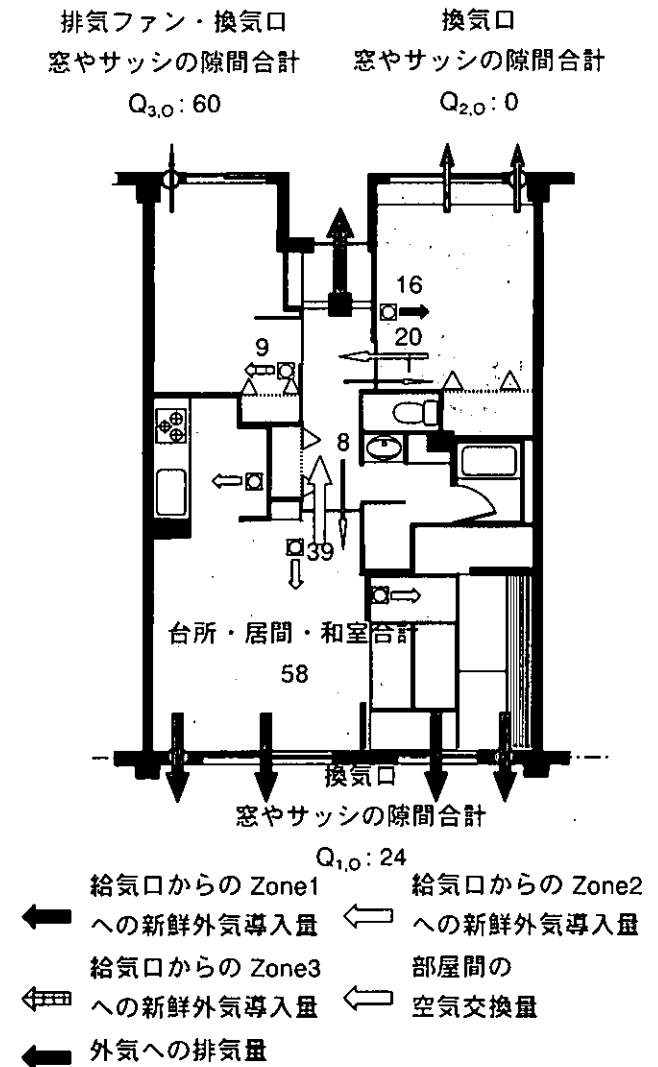 排気ファン・換気口
窓やサッシの隙間合計
Q3,O: 60
換気口
窓やサッシの隙間合計
Q2,O: 0
16
20
9
8
39
台所・居間・和室合計
58
換気口
窓やサッシの隙間合計
Q1,O: 24
給気口からの Zone1
への新鮮外気導入量
給気口からの Zone2
への新鮮外気導入量
給気口からの Zone3
への新鮮外気導入量
部屋間の
空気交換量
外気への排気量